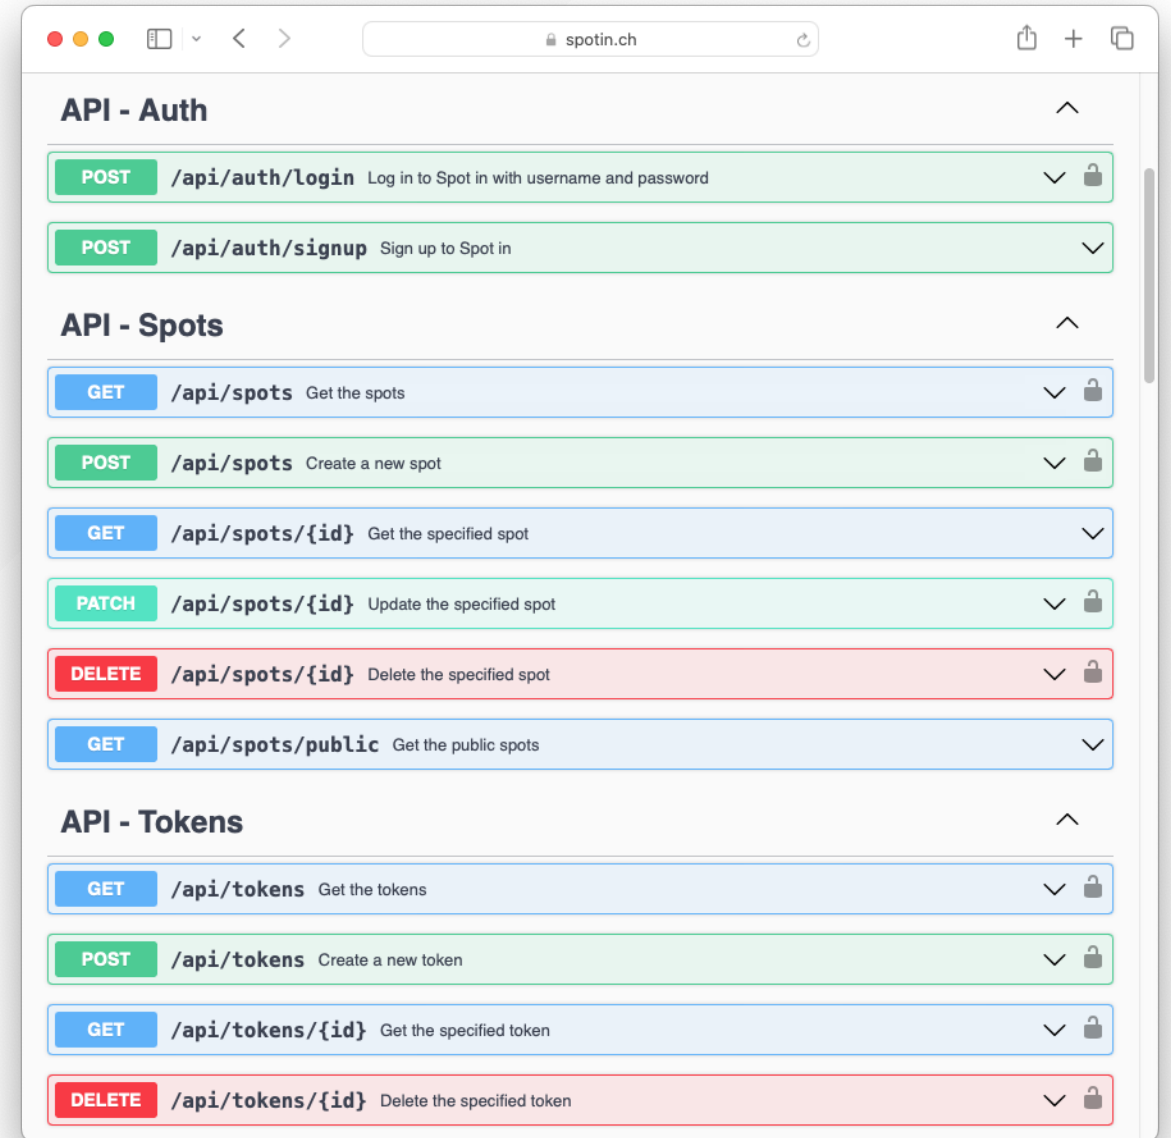 spotin.ch
API - Auth
POST /api/auth/login Log in to Spot in with username and password
POST /api/auth/signup Sign up to Spot in
API - Spots
GET /api/spots Get the spots
POST /api/spots Create a new spot
GET /api/spots/{id} Get the specified spot
PATCH /api/spots/{id} Update the specified spot
DELETE /api/spots/{id} Delete the specified spot
GET /api/spots/public Get the public spots
API - Tokens
GET /api/tokens Get the tokens
POST /api/tokens Create a new token
GET /api/tokens/{id} Get the specified token
DELETE /api/tokens/{id} Delete the specified token